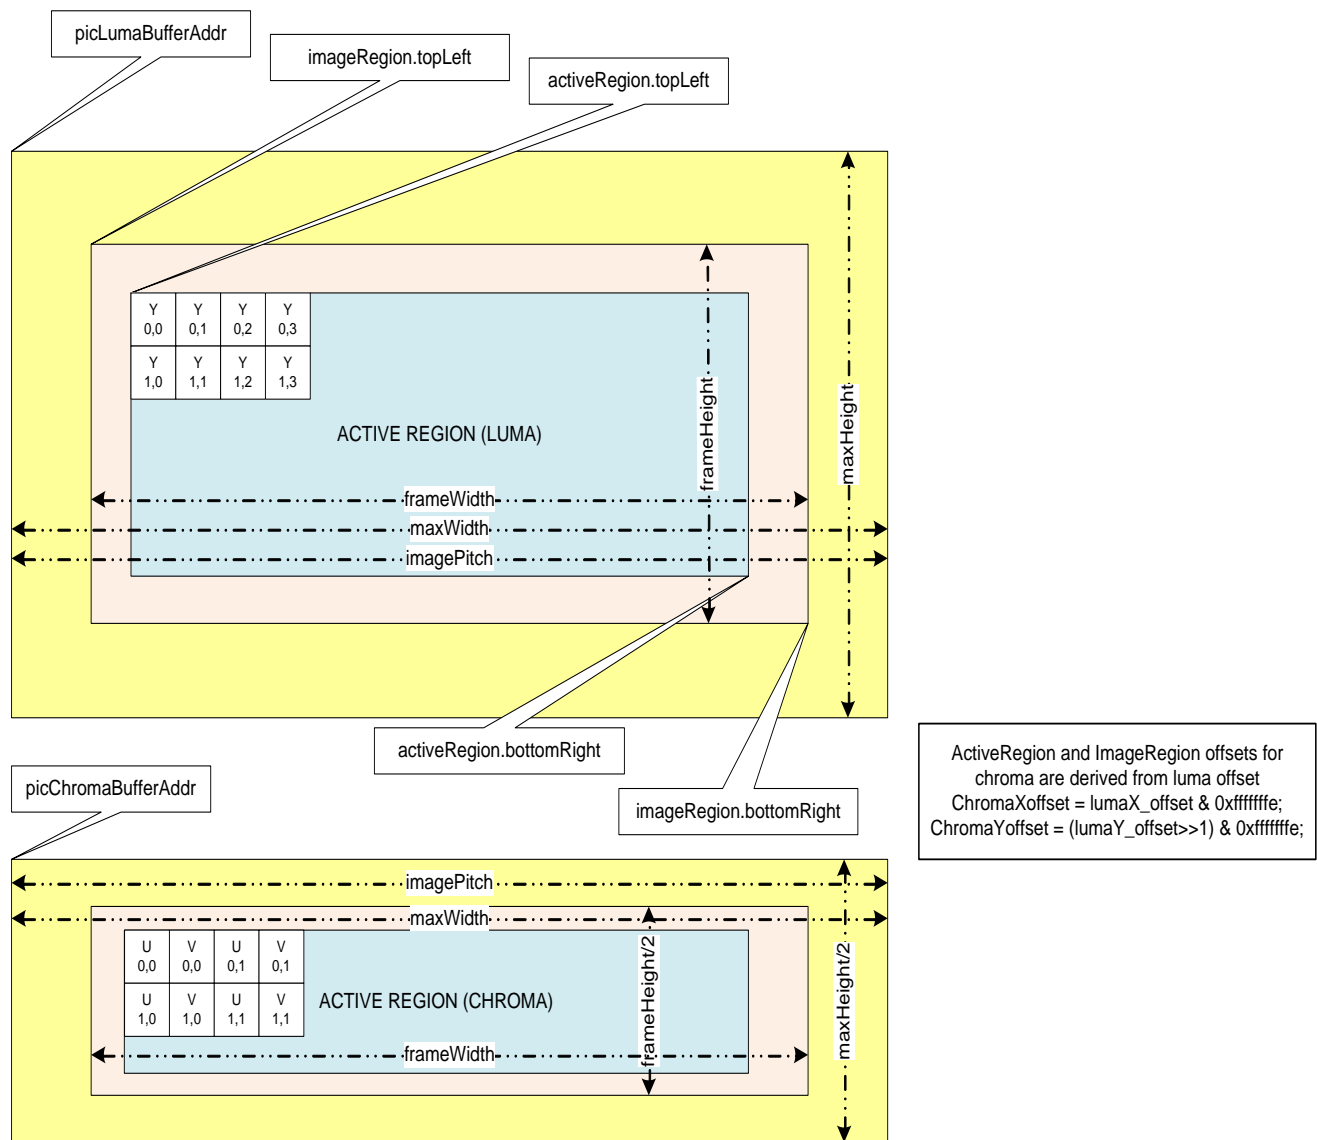 picLumaBufferAddr
imageRegion.topLeft
activeRegion.topLeft
Y Y Y Y
0,0 0,1 0,2 0,3
Y Y Y Y
1,0 1,1 1,2 1,3
ACTIVE REGION (LUMA)
frameHeight
maxHeight
frameWidth
maxWidth
imagePitch
activeRegion.bottomRight
imageRegion.bottomRight
ActiveRegion and ImageRegion offsets for
chroma are derived from luma offset
ChromaXoffset = lumaX_offset & 0xfffffffe;
ChromaYoffset = (lumaY_offset>>1) & 0xfffffffe;
picChromaBufferAddr
imagePitch
maxWidth
U V U V
0,0 0,0 0,1 0,1
U V U V
1,0 1,0 1,1 1,1
ACTIVE REGION (CHROMA)
frameHeight/2
maxHeight/2
frameWidth